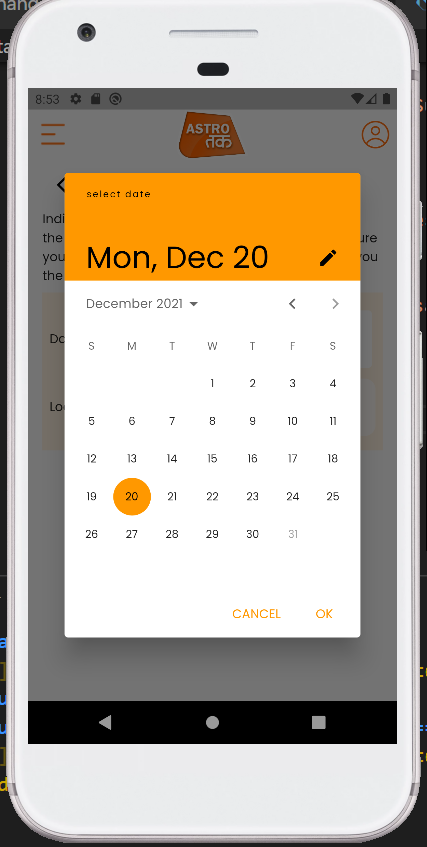 8:53
ASTRO
तक
select date
Indi
the
ure
you
you
the
Mon, Dec 20
December 2021
S M T W T F S
1 2 3 4
5 6 7 8 9 10 11
12 13 14 15 16 17 18
19 20 21 22 23 24 25
26 27 28 29 30 31
CANCEL OK